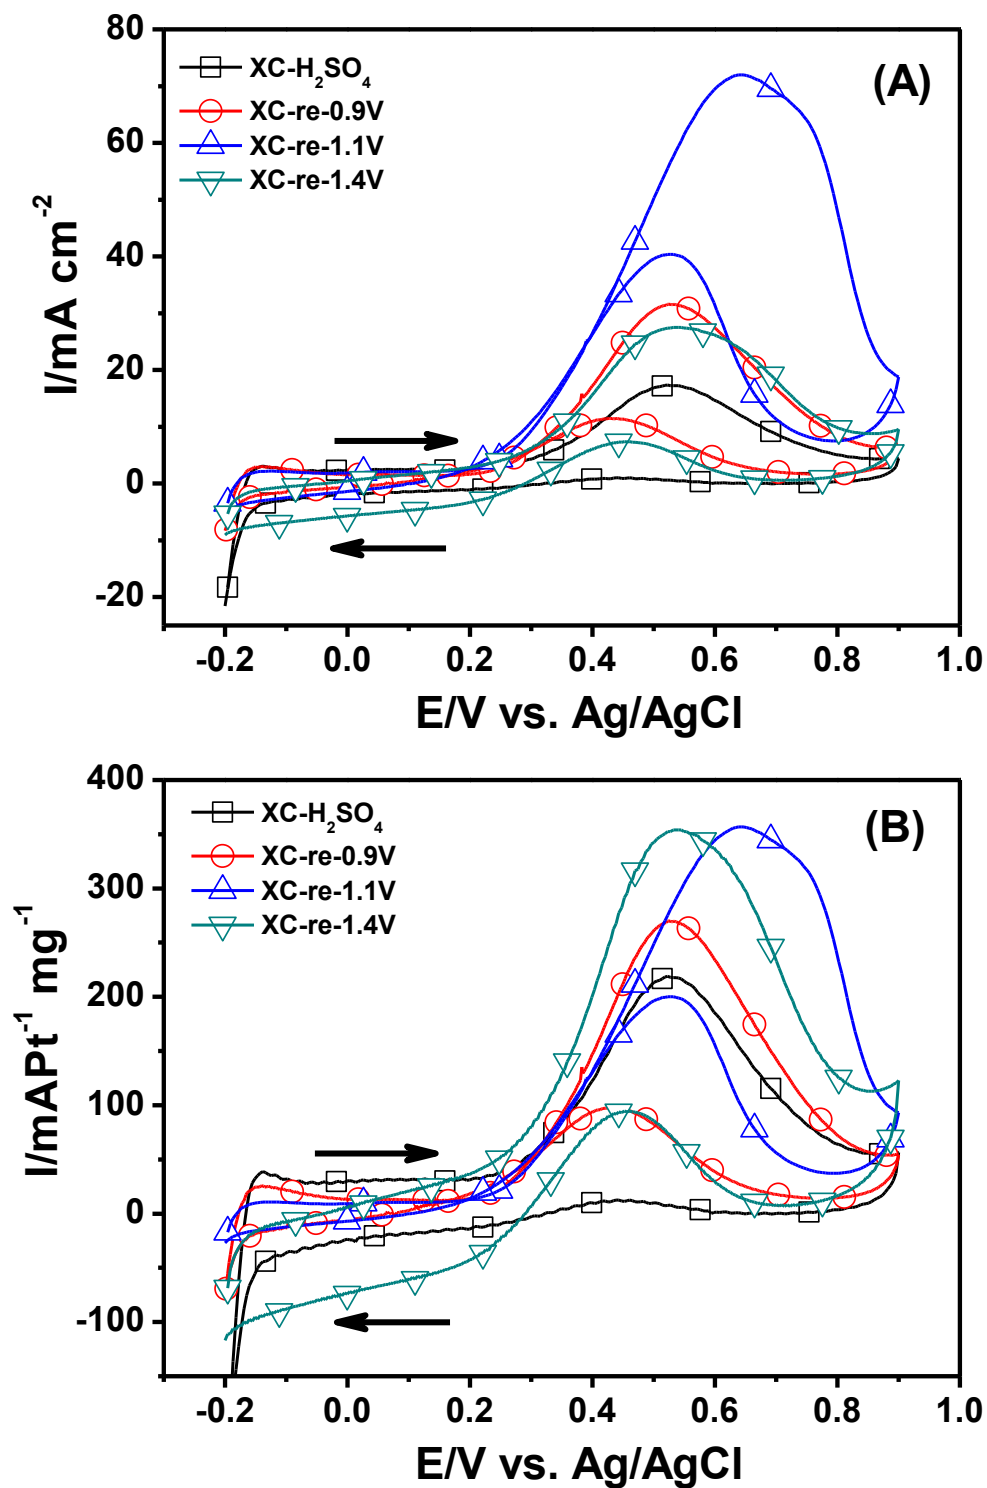 (A)
XC-H₂SO₄
XC-re-0.9V
XC-re-1.1V
XC-re-1.4V
80
60
40
20
0
-20
I/mA cm⁻²
-0.2 0.0 0.2 0.4 0.6 0.8 1.0
E/V vs. Ag/AgCl
(B)
XC-H₂SO₄
XC-re-0.9V
XC-re-1.1V
XC-re-1.4V
400
300
200
100
0
-100
I/mAPt⁻¹ mg⁻¹
-0.2 0.0 0.2 0.4 0.6 0.8 1.0
E/V vs. Ag/AgCl